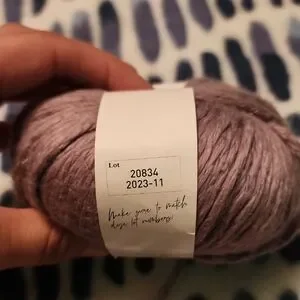 Lot
20834
2023-11
Make sure to match
dye lot numbers.